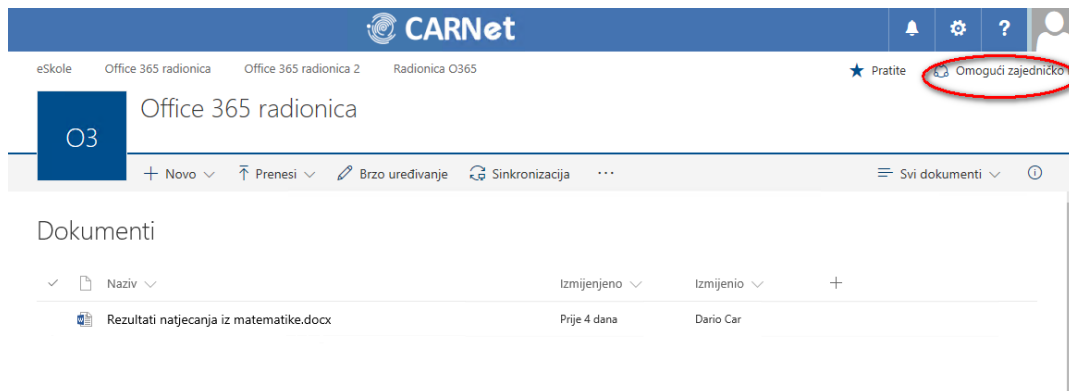 CARNet
?
eSkole Office 365 radionica Office 365 radionica 2 Radionica O365 Pratite Omogući zajedničko
Office 365 radionica
O3
Novo Prenesi Brzo uređivanje Sinkronizacija ... Svi dokumenti
Dokumenti
Naziv Izmijenjeno Izmijenio
Rezultati natjecanja iz matematike.docx Prije 4 dana Dario Car